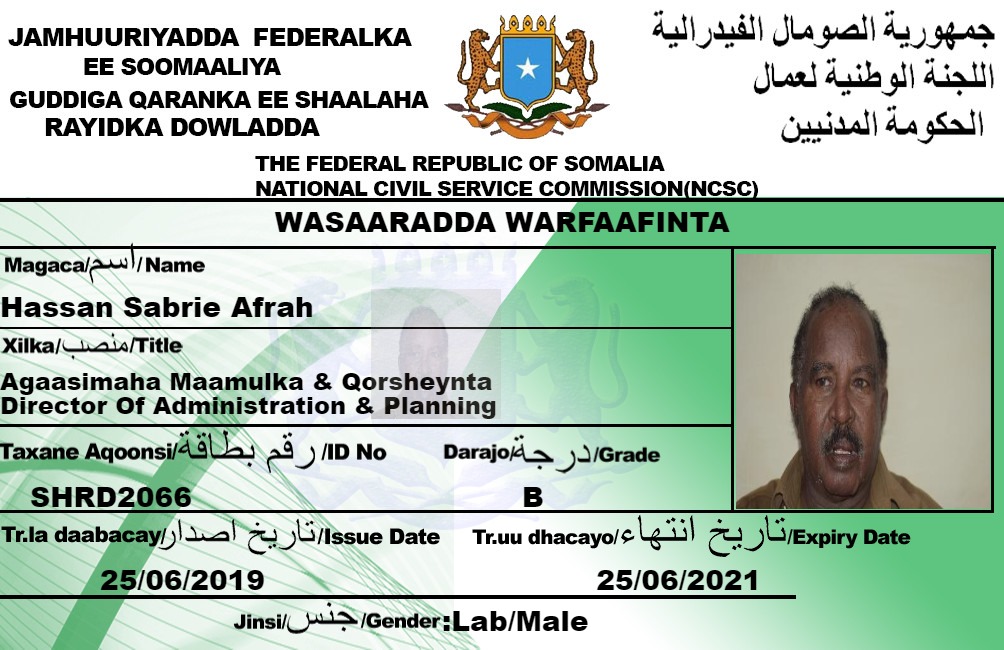 JAMHUURIYADDA FEDERALKA
EE SOOMAALIYA
GUDDIGA QARANKA EE SHAALAHA
RAYIDKA DOWLADDA
جمهورية الصومال الفيدرالية
اللجنة الوطنية لعمال
الحكومة المدنيين
THE FEDERAL REPUBLIC OF SOMALIA
NATIONAL CIVIL SERVICE COMMISSION(NCSC)
WASAARADDA WARFAAFINTA
Magaca/اسم/Name
Hassan Sabrie Afrah
Xilka/منصب/Title
Agaasimaha Maamulka & Qorsheynta
Director Of Administration & Planning
Taxane Aqoonsi/رقم بطاقة/ID No
SHRD2066
Darajo/درجة/Grade
B
Tr.la daabacay/تاريخ اصدار/Issue Date
25/06/2019
Tr.uu dhacayo/تاريخ انتهاء/Expiry Date
25/06/2021
Jinsi/جنس/Gender:Lab/Male